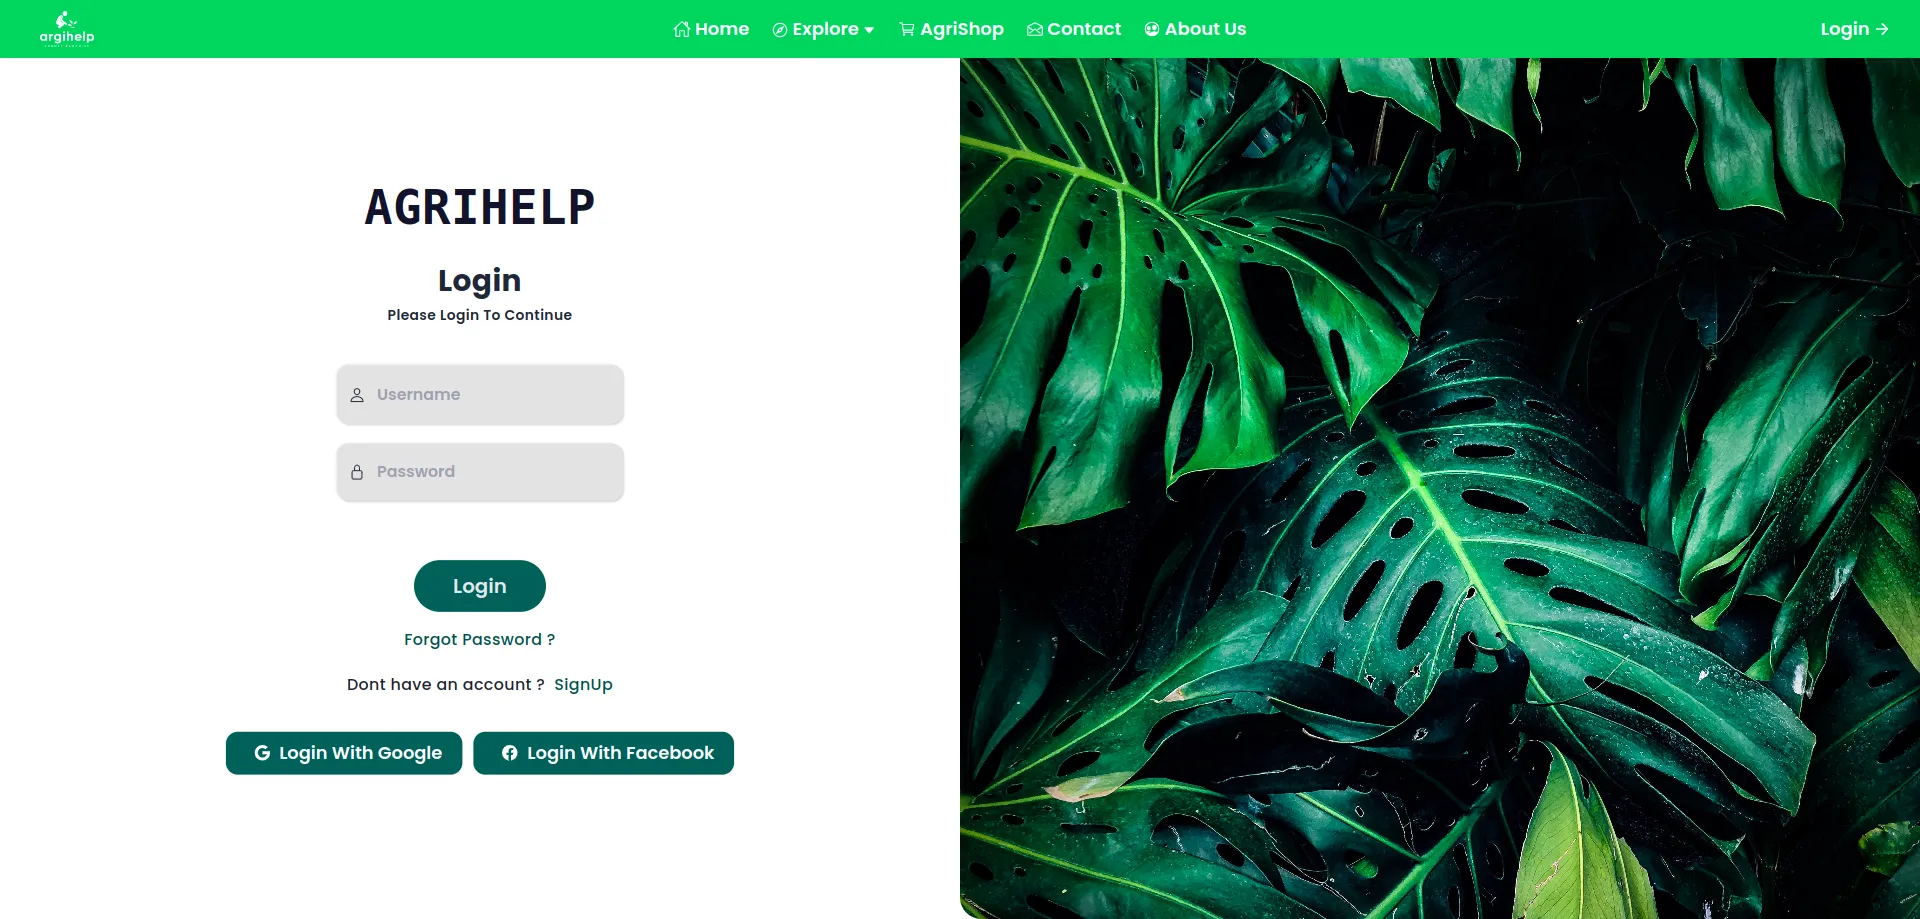 argihelp
Home Explore AgriShop Contact About Us Login
AGRIHELP
Login
Please Login To Continue
Username
Password
Login
Forgot Password ?
Dont have an account ? SignUp
Login With Google Login With Facebook